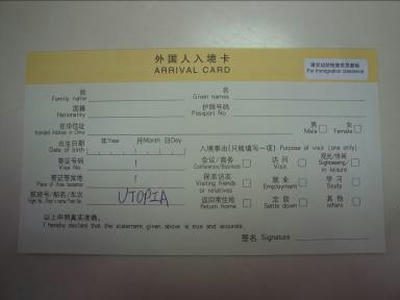 外国人入境卡
ARRIVAL CARD
请交边防检查官员查验
For Immigration clearance
姓
Family name
名
Given names
国籍
Nationality
护照号码
Passport No.
在华住址
Intended Address in China
男
Male
女
Female
出生日期
Date of birth
年Year 月Month 日Day
入境事由(只能填写一项) Purpose of visit (one only)
签证号码
Visa No.
会议/商务
Conference/Business
访问
Visit
观光/休闲
Sightseeing/
in leisure
签证签发地
Place of Visa Issuance
探亲访友
Visiting friends
or relatives
就业
Employment
学习
Study
航班号/船名/车次
UTOPIA
返回常住地
Return home
定居
Settle down
其他
others
以上申明真实准确。
I hereby declare that the statement given above is true and accurate.
签名 Signature